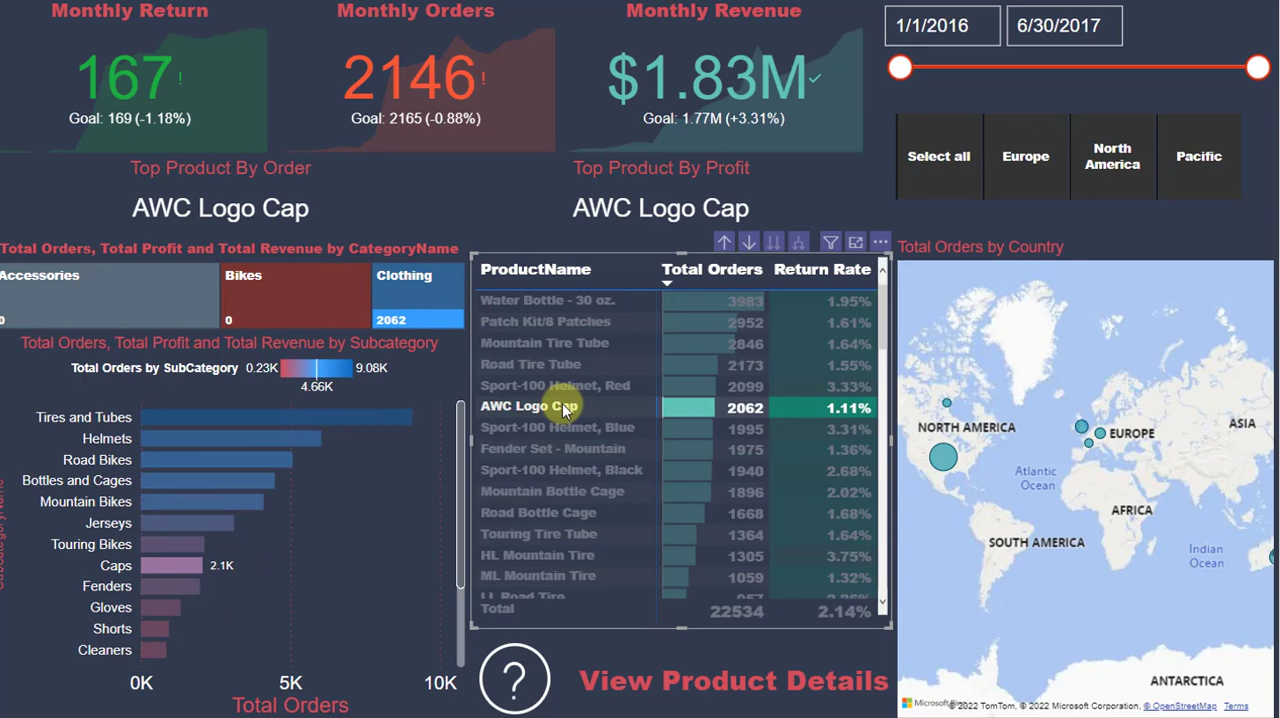 Monthly Return
167!
Goal: 169 (-1.18%)
Monthly Orders
2146!
Goal: 2165 (-0.88%)
Monthly Revenue
$1.83M
Goal: 1.77M (+3.31%)
1/1/2016
6/30/2017
Select all
Europe
North
America
Pacific
Top Product By Order
AWC Logo Cap
Top Product By Profit
AWC Logo Cap
Total Orders, Total Profit and Total Revenue by CategoryName
Accessories
0
Bikes
0
Clothing
2062
Total Orders, Total Profit and Total Revenue by Subcategory
Total Orders by SubCategory 0.23K 9.08K
4.66K
Tires and Tubes
Helmets
Road Bikes
Bottles and Cages
Mountain Bikes
Jerseys
Touring Bikes
Caps 2.1K
Fenders
Gloves
Shorts
Cleaners
0K 5K 10K
Total Orders
ProductName Total Orders Return Rate
Water Bottle - 30 oz. 3983 1.95%
Patch Kit/8 Patches 2952 1.61%
Mountain Tire Tube 2846 1.64%
Road Tire Tube 2173 1.55%
Sport-100 Helmet, Red 2099 3.33%
AWC Logo Cap 2062 1.11%
Sport-100 Helmet, Blue 1995 3.31%
Fender Set - Mountain 1975 1.36%
Sport-100 Helmet, Black 1940 2.68%
Mountain Bottle Cage 1896 2.02%
Road Bottle Cage 1668 1.68%
Touring Tire Tube 1364 1.64%
HL Mountain Tire 1305 3.75%
ML Mountain Tire 1059 1.32%
LL Road Tire
Total 22534 2.14%
?
View Product Details
Total Orders by Country
NORTH AMERICA
EUROPE
ASIA
Atlantic
Ocean
AFRICA
SOUTH AMERICA
Indian
Ocean
ANTARCTICA
© 2022 TomTom, © 2022 Microsoft Corporation, © OpenStreetMap Terms